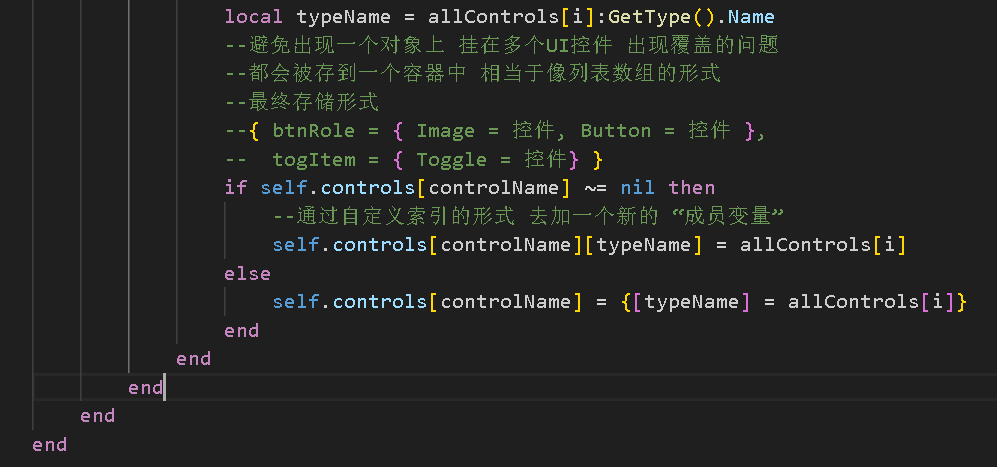 local typeName = allControls[i]:GetType().Name
--避免出现一个对象上 挂在多个UI控件 出现覆盖的问题
--都会被存到一个容器中 相当于像列表数组的形式
--最终存储形式
--{ btnRole = { Image = 控件, Button = 控件 },
--  togItem = { Toggle = 控件} }
if self.controls[controlName] ~= nil then
--通过自定义索引的形式 去加一个新的 “成员变量”
self.controls[controlName][typeName] = allControls[i]
else
self.controls[controlName] = {[typeName] = allControls[i]}
end
end
end
end
end